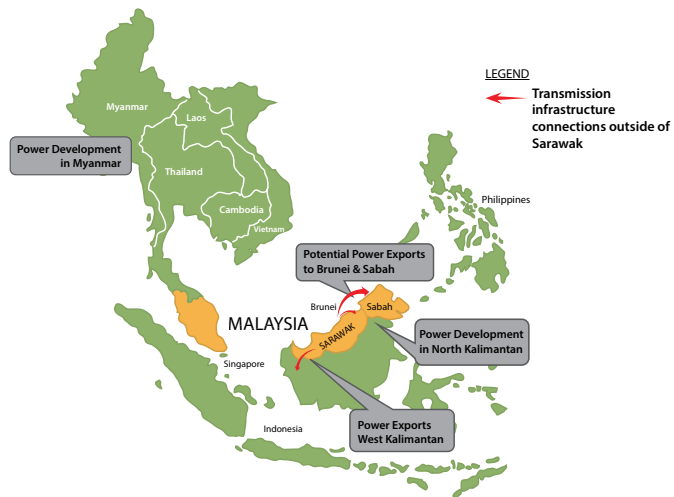 LEGEND
Transmission
infrastructure
connections outside of
Sarawak
Myanmar
Laos
Power Development
in Myanmar
Thailand
Cambodia
Vietnam
Philippines
Potential Power Exports
to Brunei & Sabah
Brunei
Sabah
MALAYSIA
SARAWAK
Power Development
in North Kalimantan
Singapore
Power Exports
West Kalimantan
Indonesia